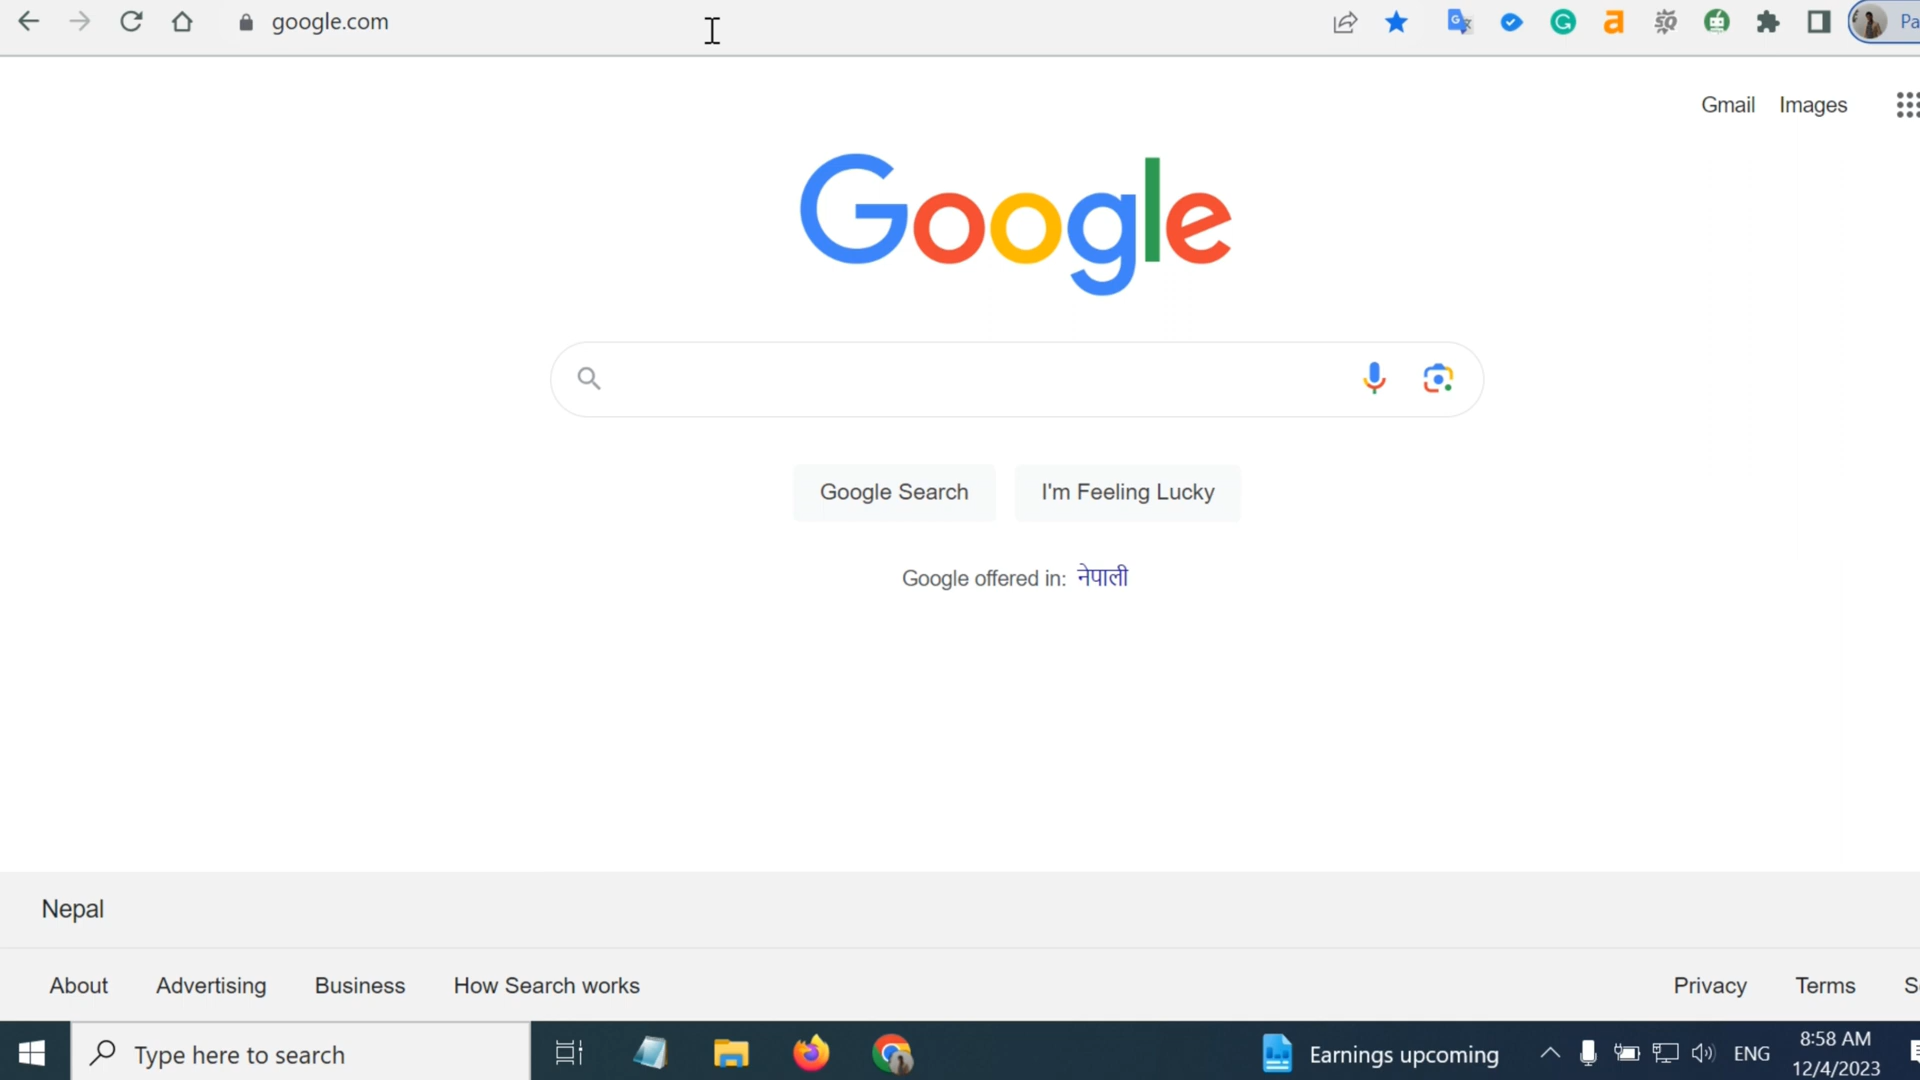 google.com
Pa
Gmail Images
Google
Google Search I'm Feeling Lucky
Google offered in: नेपाली
Nepal
About Advertising Business How Search works Privacy Terms S
Type here to search Earnings upcoming ENG 8:58 AM
12/4/2023